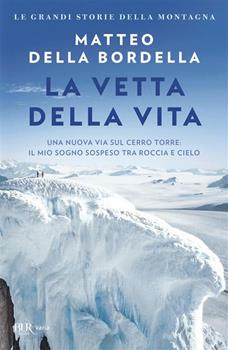 LE GRANDI STORIE DELLA MONTAGNA
MATTEO
DELLA BORDELLA
LA VETTA
DELLA VITA
UNA NUOVA VIA SUL CERRO TORRE:
IL MIO SOGNO SOSPESO TRA ROCCIA E CIELO
BUR varia